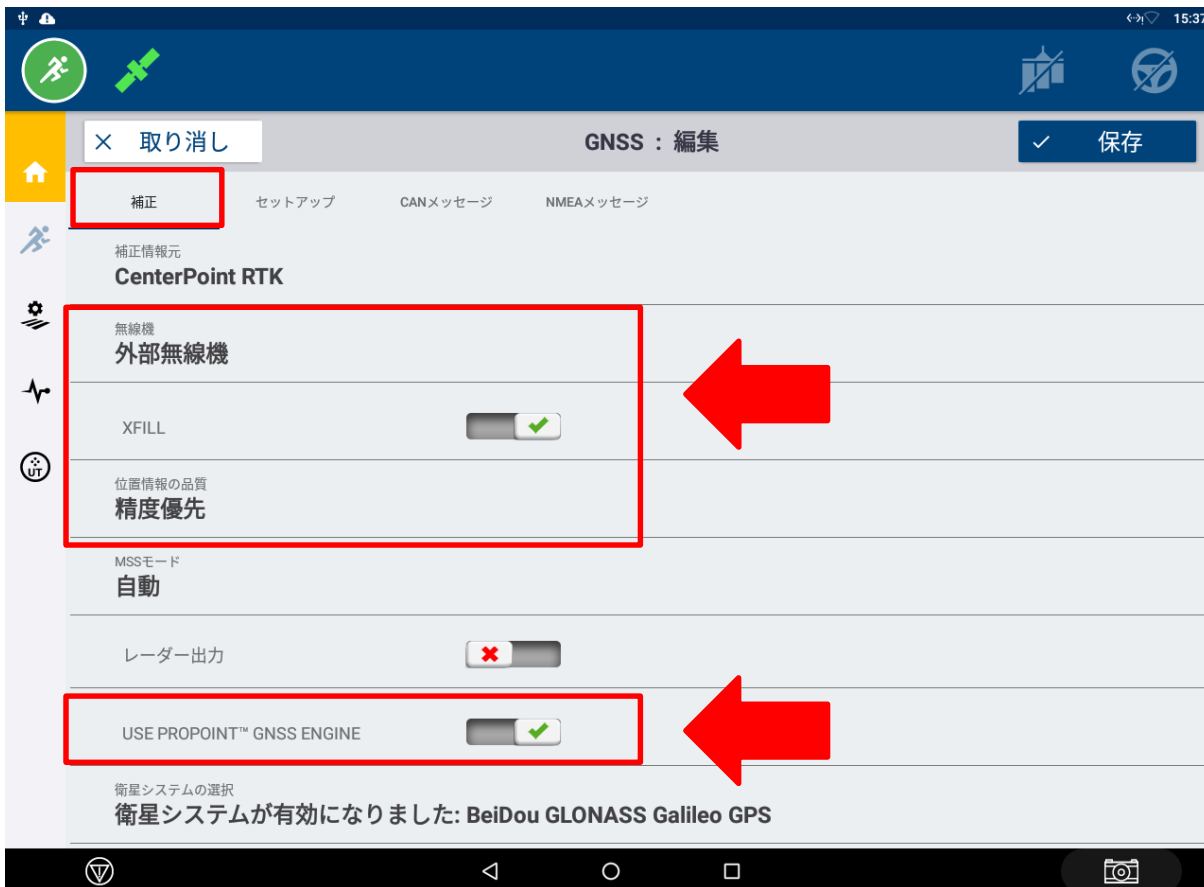 15:37
× 取り消し
GNSS : 編集
保存
補正
セットアップ
CANメッセージ
NMEAメッセージ
補正情報元
CenterPoint RTK
無線機
外部無線機
XFILL
位置情報の品質
精度優先
MSSモード
自動
レーダー出力
USE PROPOINT™ GNSS ENGINE
UT
衛星システムの選択
衛星システムが有効になりました: BeiDou GLONASS Galileo GPS